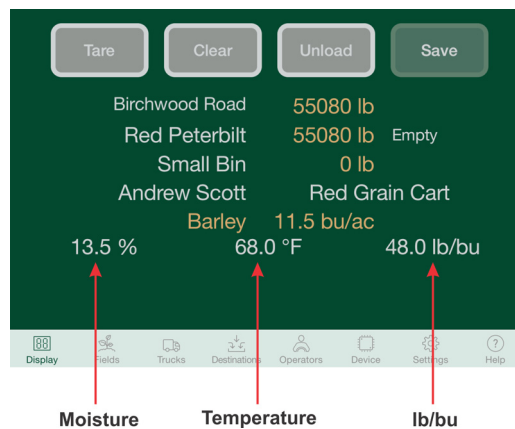 Tare Clear Unload Save
Birchwood Road 55080 lb
Red Peterbilt 55080 lb Empty
Small Bin 0 lb
Andrew Scott Red Grain Cart
Barley 11.5 bu/ac
13.5 % 68.0 °F 48.0 lb/bu
88
Display Fields Trucks Destinations Operators Device Settings Help
?
Moisture Temperature lb/bu